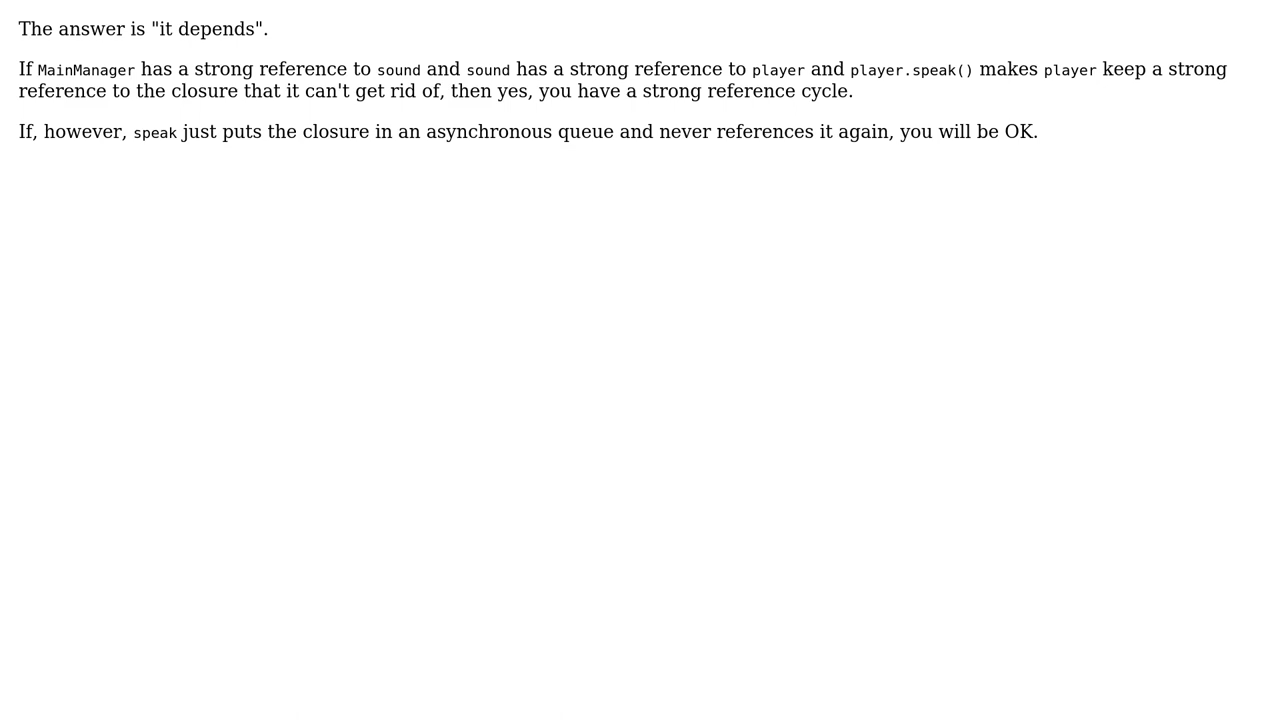 The answer is "it depends".
If MainManager has a strong reference to sound and sound has a strong reference to player and player.speak() makes player keep a strong
reference to the closure that it can't get rid of, then yes, you have a strong reference cycle.
If, however, speak just puts the closure in an asynchronous queue and never references it again, you will be OK.